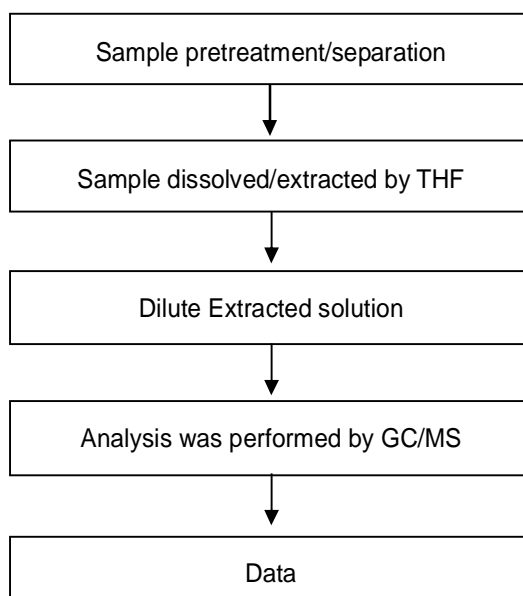 Sample pretreatment/separation
Sample dissolved/extracted by THF
Dilute Extracted solution
Analysis was performed by GC/MS
Data